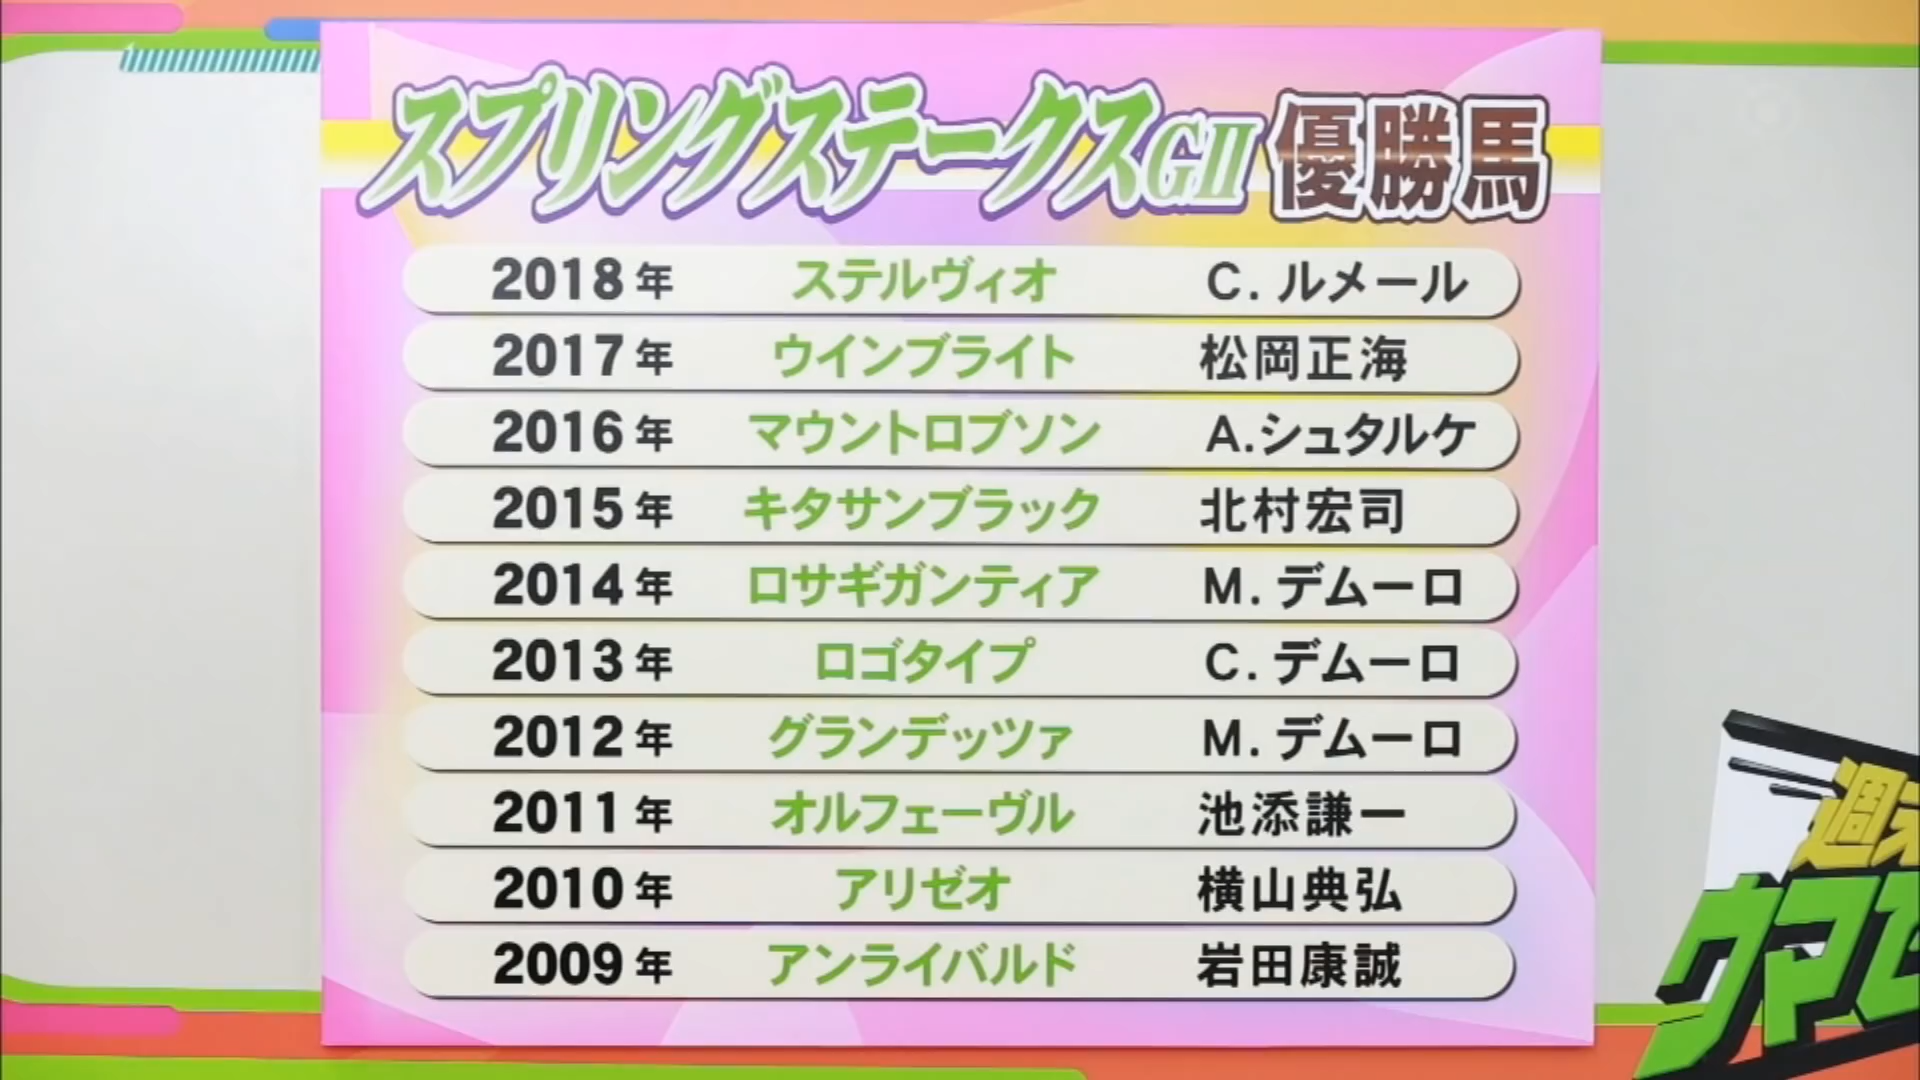 スプリングステークスGII 優勝馬
2018年 ステルヴィオ C. ルメール
2017年 ウインブライト 松岡正海
2016年 マウントロブソン A.シュタルケ
2015年 キタサンブラック 北村宏司
2014年 ロサギガンティア M. デムーロ
2013年 ロゴタイプ C. デムーロ
2012年 グランデッツァ M. デムーロ
2011年 オルフェーヴル 池添謙一
2010年 アリゼオ 横山典弘
2009年 アンライバルド 岩田康誠
週
ウマ